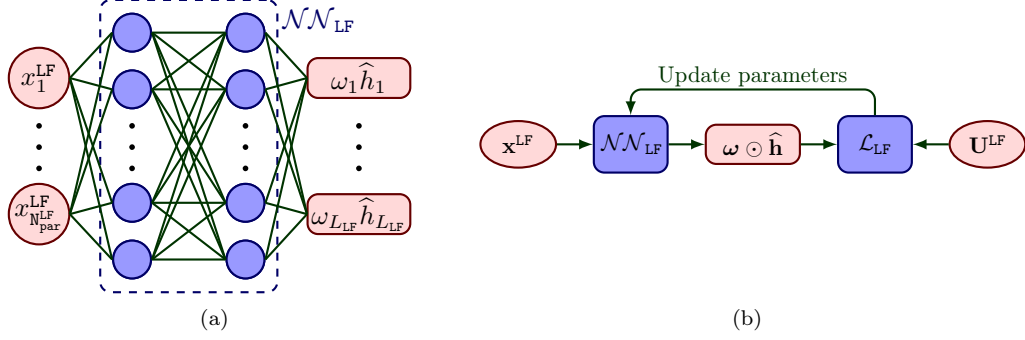 𝒩𝒩_LF
x_1^LF
ω_1 ĥ_1
x_{N_par^LF}^LF
ω_{L_LF} ĥ_{L_LF}
(a)
Update parameters
x^LF
𝒩𝒩_LF
ω ⊙ ĥ
ℒ_LF
U^LF
(b)